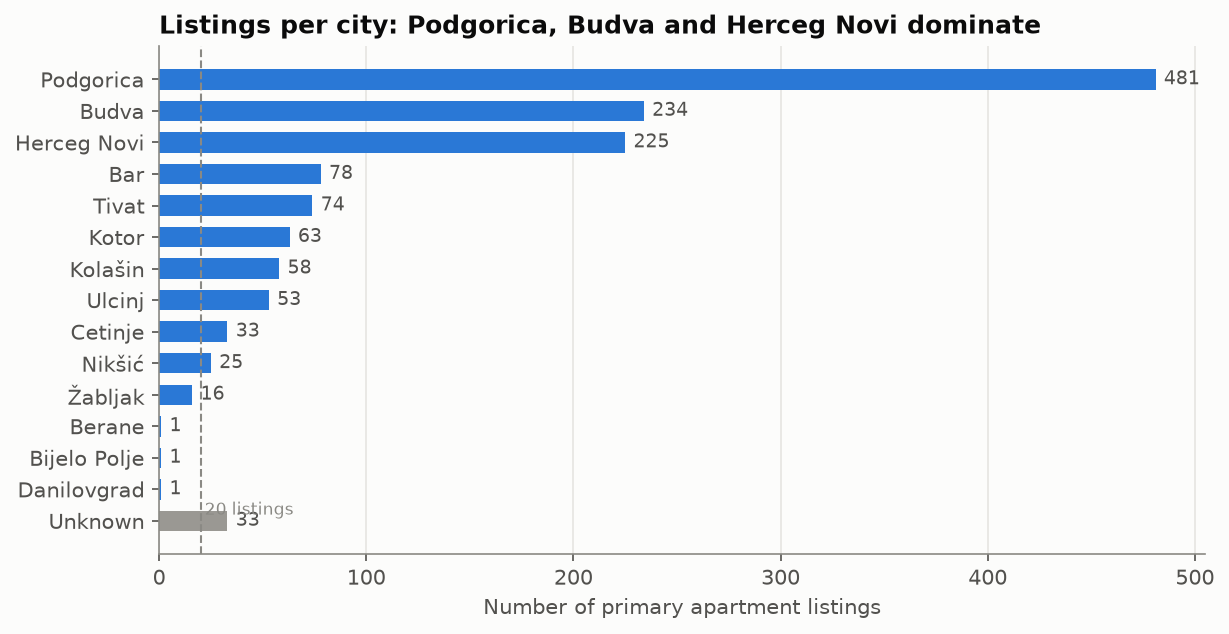 Listings per city: Podgorica, Budva and Herceg Novi dominate
Podgorica 481
Budva 234
Herceg Novi 225
Bar 78
Tivat 74
Kotor 63
Kolašin 58
Ulcinj 53
Cetinje 33
Nikšić 25
Žabljak 16
Berane 1
Bijelo Polje 1
Danilovgrad 1
20 listings
Unknown 33
0 100 200 300 400 500
Number of primary apartment listings